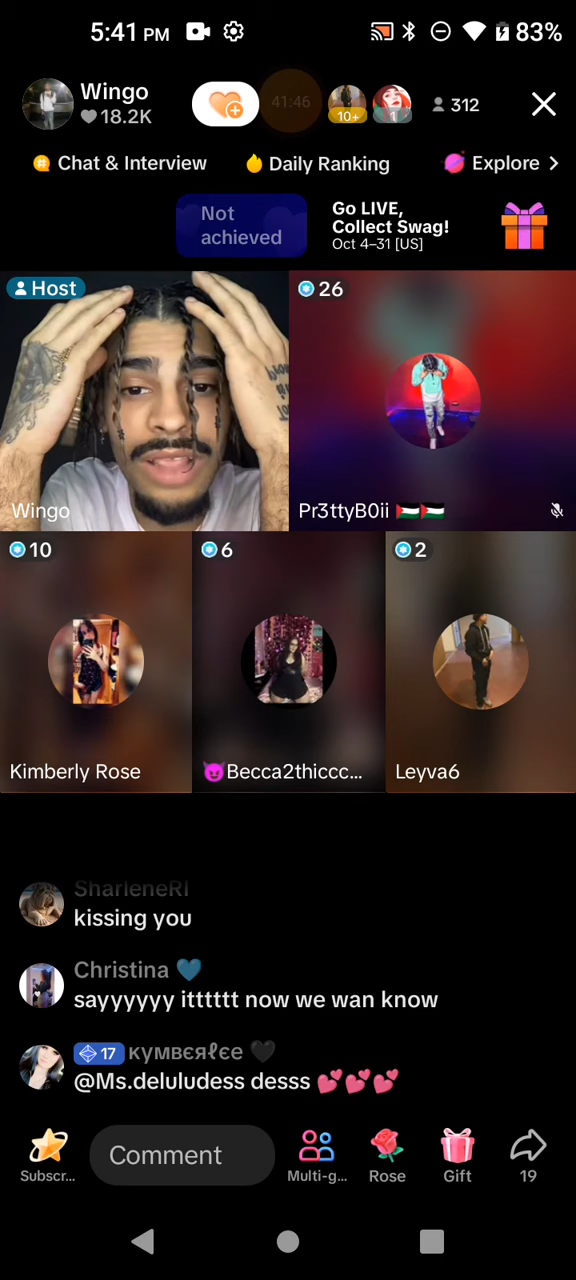 5:41 PM
83%
Wingo
18.2K
41:46
10+
1
312
Chat & Interview
Daily Ranking
Explore
Not
achieved
Go LIVE,
Collect Swag!
Oct 4–31 [US]
Host
26
Wingo
Pr3ttyB0ii 🇵🇸🇵🇸
10
6
2
Kimberly Rose
😈Becca2thiccc...
Leyva6
SharleneRI
kissing you
Christina 💙
sayyyyyy itttttt now we wan know
17 кyмвєяℓєe 🖤
@Ms.deluludess desss 💕💕💕
Comment
Subscr...
Multi-g...
Rose
Gift
19